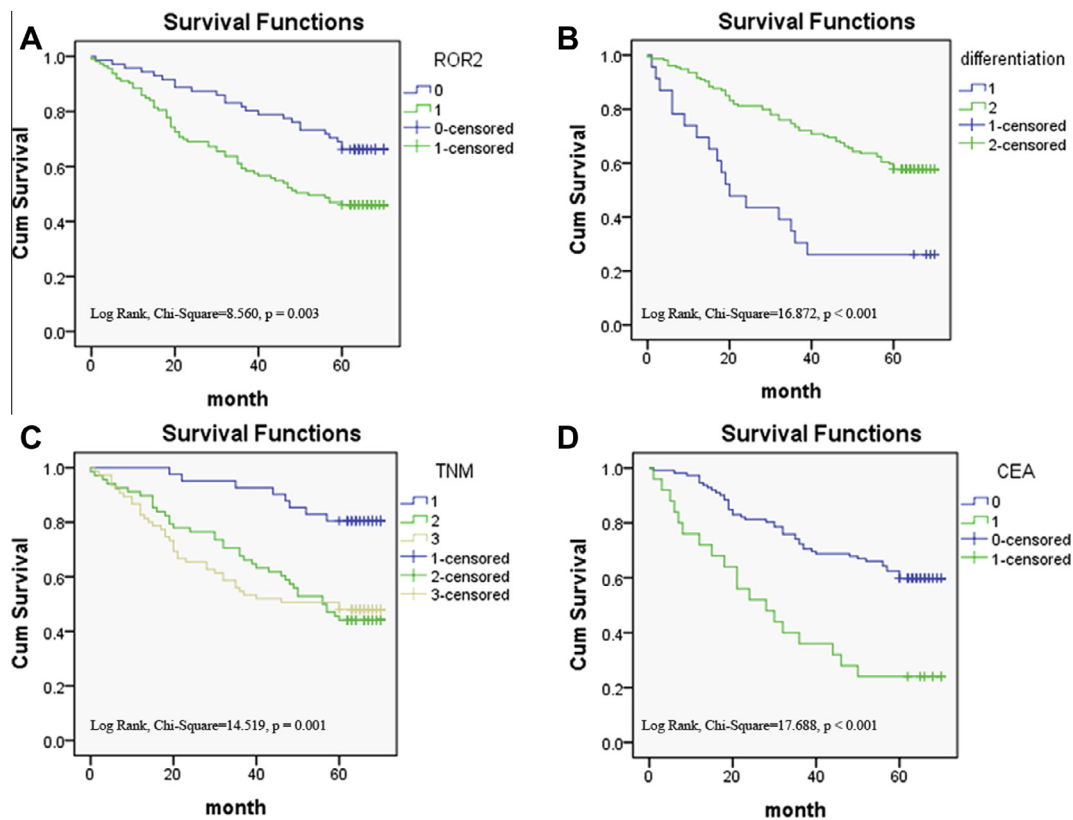 A
Survival Functions
Cum Survival
1.0
0.8
0.6
0.4
0.2
0.0
0 20 40 60
month
Log Rank, Chi-Square=8.560, p = 0.003
ROR2
0
1
0-censored
1-censored
B
Survival Functions
Cum Survival
1.0
0.8
0.6
0.4
0.2
0.0
0 20 40 60
month
Log Rank, Chi-Square=16.872, p < 0.001
differentiation
1
2
1-censored
2-censored
C
Survival Functions
Cum Survival
1.0
0.8
0.6
0.4
0.2
0.0
0 20 40 60
month
Log Rank, Chi-Square=14.519, p = 0.001
TNM
1
2
3
1-censored
2-censored
3-censored
D
Survival Functions
Cum Survival
1.0
0.8
0.6
0.4
0.2
0.0
0 20 40 60
month
Log Rank, Chi-Square=17.688, p < 0.001
CEA
0
1
0-censored
1-censored